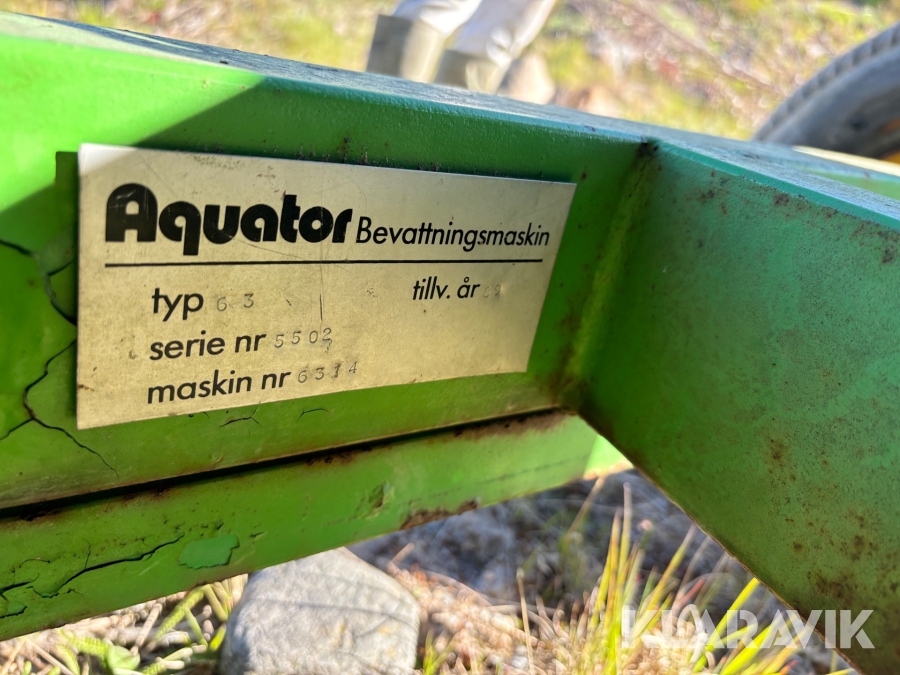 Aquator Bevattningsmaskin
typ 63 tillv. år
serie nr 5502
maskin nr 6314
KLARAVIK